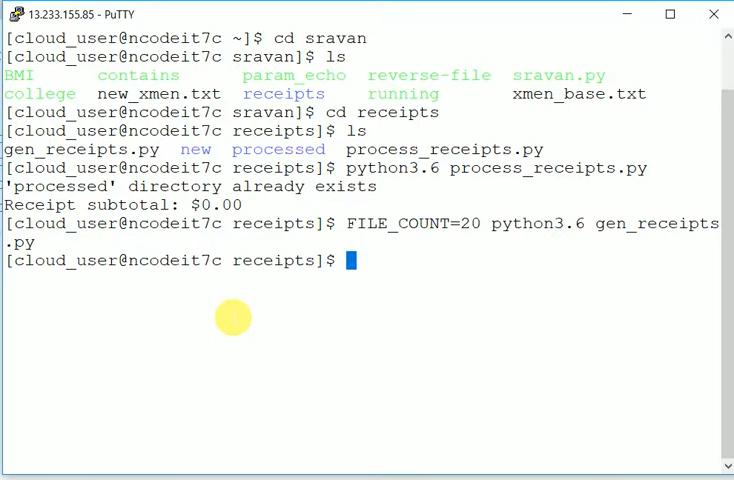 13.233.155.85 - PuTTY
[cloud_user@ncodeit7c ~]$ cd sravan
[cloud_user@ncodeit7c sravan]$ ls
BMI contains param_echo reverse-file sravan.py
college new_xmen.txt receipts running xmen_base.txt
[cloud_user@ncodeit7c sravan]$ cd receipts
[cloud_user@ncodeit7c receipts]$ ls
gen_receipts.py new processed process_receipts.py
[cloud_user@ncodeit7c receipts]$ python3.6 process_receipts.py
'processed' directory already exists
Receipt subtotal: $0.00
[cloud_user@ncodeit7c receipts]$ FILE_COUNT=20 python3.6 gen_receipts
.py
[cloud_user@ncodeit7c receipts]$